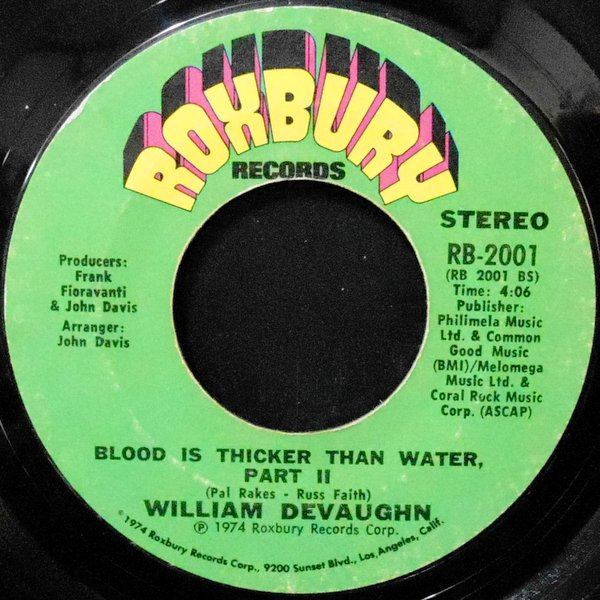 ROXBURY
RECORDS
STEREO
RB-2001
(RB 2001 BS)
Time: 4:06
Publisher:
Philimela Music
Ltd. & Common
Good Music
(BMI)/Melomega
Music Ltd. &
Coral Rock Music
Corp. (ASCAP)
Producers:
Frank
Fioravanti
& John Davis
Arranger:
John Davis
BLOOD IS THICKER THAN WATER,
PART II
(Pal Rakes - Russ Faith)
WILLIAM DEVAUGHN
℗ 1974 Roxbury Records Corp.
©1974 Roxbury Records Corp., 9200 Sunset Blvd., Los Angeles, Calif.